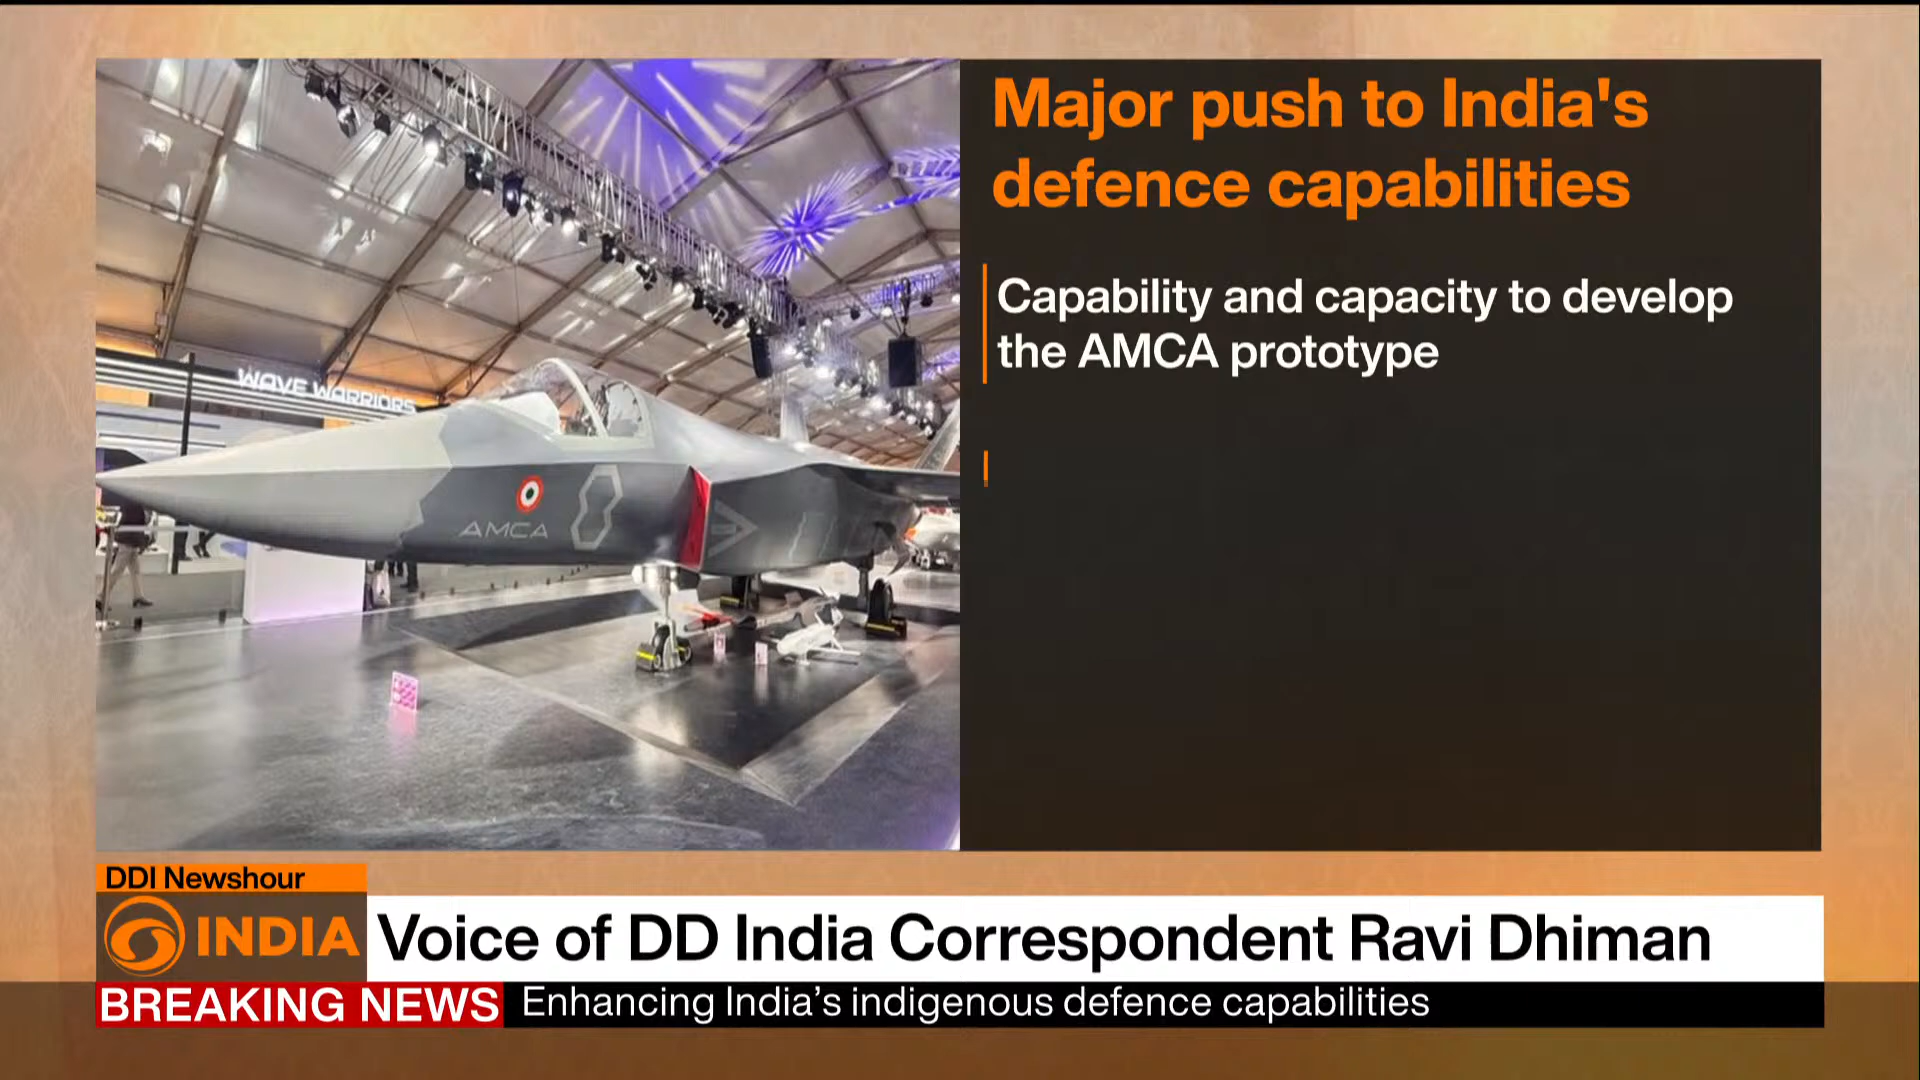 Major push to India's
defence capabilities
Capability and capacity to develop
the AMCA prototype
WAVE WARRIORS
AMCA
DDI Newshour
INDIA
Voice of DD India Correspondent Ravi Dhiman
BREAKING NEWS
Enhancing India’s indigenous defence capabilities